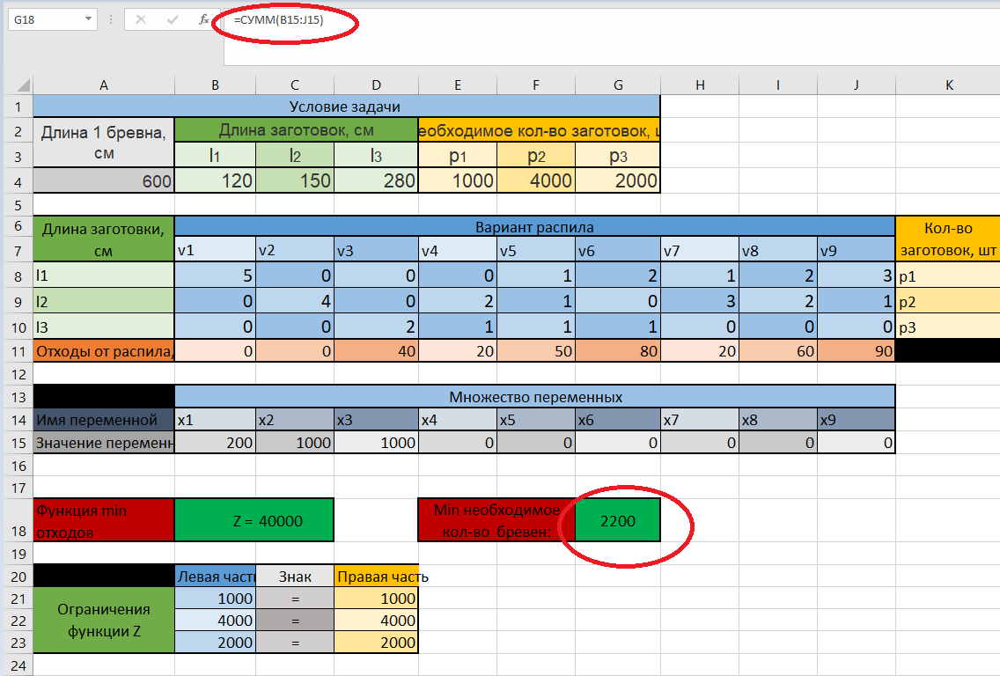 G18 fx =СУММ(B15:J15)
A B C D E F G H I J K
1 Условие задачи
2 Длина 1 бревна, Длина заготовок, см еобходимое кол-во заготовок, ш
3 см l1 l2 l3 p1 p2 p3
4 600 120 150 280 1000 4000 2000
5
6 Длина заготовки, Вариант распила Кол-во
7 см v1 v2 v3 v4 v5 v6 v7 v8 v9 заготовок, шт
8 l1 5 0 0 0 1 2 1 2 3 p1
9 l2 0 4 0 2 1 0 3 2 1 p2
10 l3 0 0 2 1 1 1 0 0 0 p3
11 Отходы от распила, 0 0 40 20 50 80 20 60 90
12
13 Множество переменных
14 Имя переменной x1 x2 x3 x4 x5 x6 x7 x8 x9
15 Значение перемен 200 1000 1000 0 0 0 0 0 0
16
17
Функция min Min необходимое
18 отходов Z = 40000 кол-во бревен: 2200
19
20 Левая часть Знак Правая часть
21 1000 = 1000
Ограничения
22 4000 = 4000
функции Z
23 2000 = 2000
24